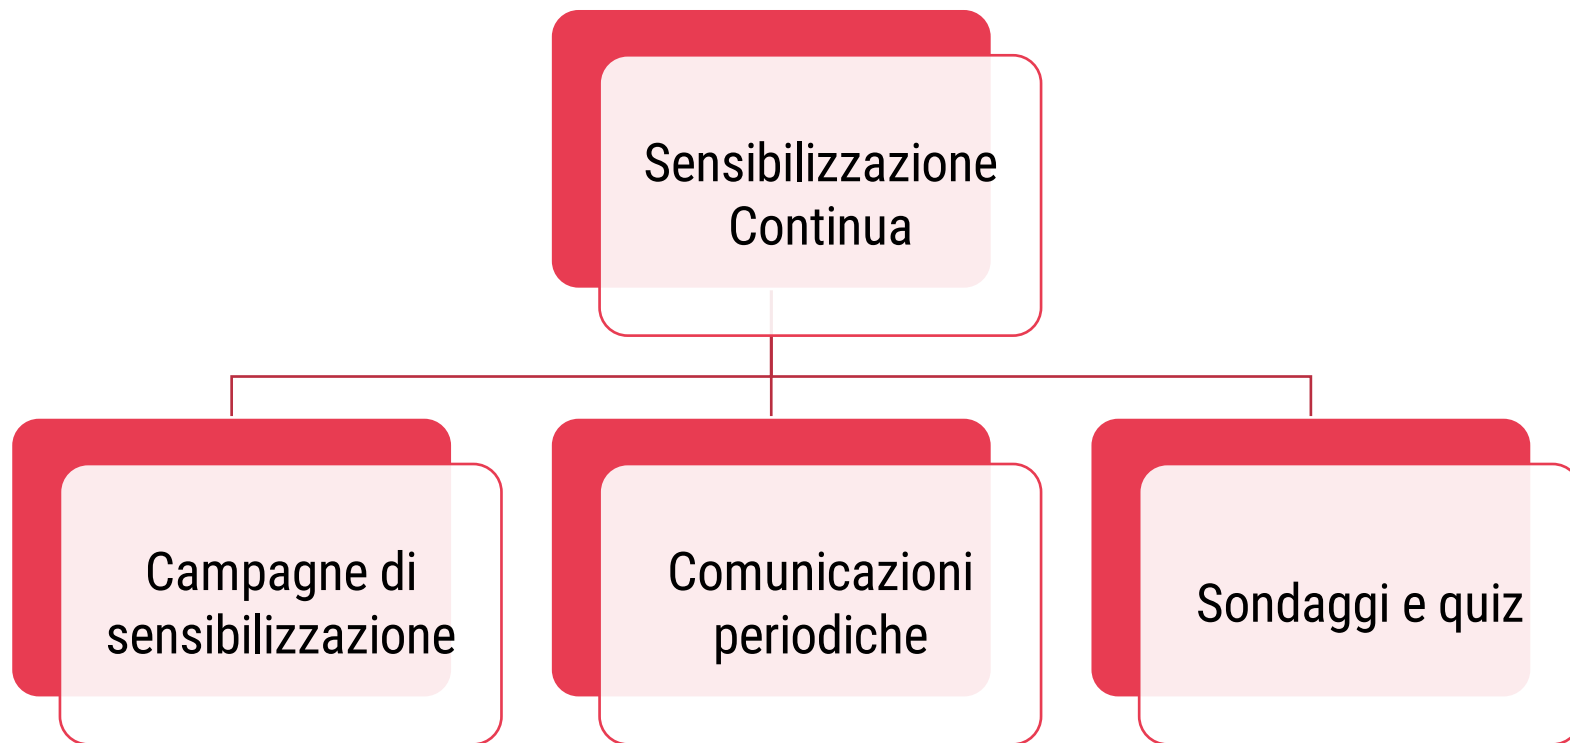 Sensibilizzazione
Continua
Campagne di
sensibilizzazione
Comunicazioni
periodiche
Sondaggi e quiz